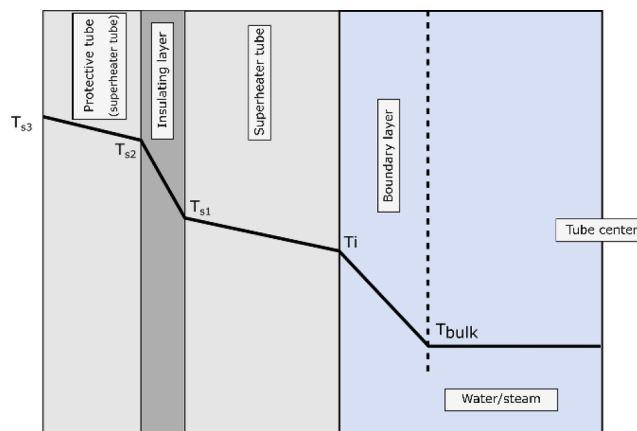 Protective tube
(superheater tube)
Insulating layer
Superheater tube
Boundary layer
Ts3
Ts2
Ts1
Ti
Tbulk
Tube center
Water/steam